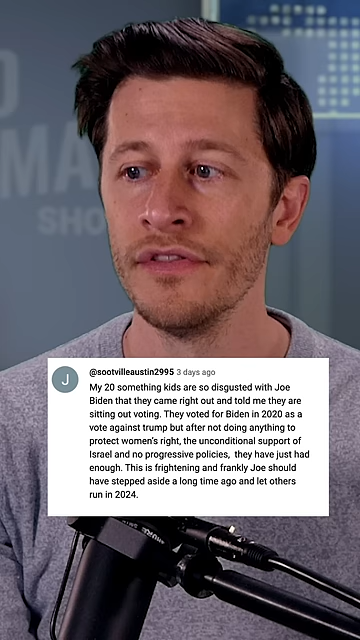 O
MA
SHO
J
@sootvilleaustin2995 3 days ago
My 20 something kids are so disgusted with Joe
Biden that they came right out and told me they are
sitting out voting. They voted for Biden in 2020 as a
vote against trump but after not doing anything to
protect women's right, the unconditional support of
Israel and no progressive policies, they have just had
enough. This is frightening and frankly Joe should
have stepped aside a long time ago and let others
run in 2024.